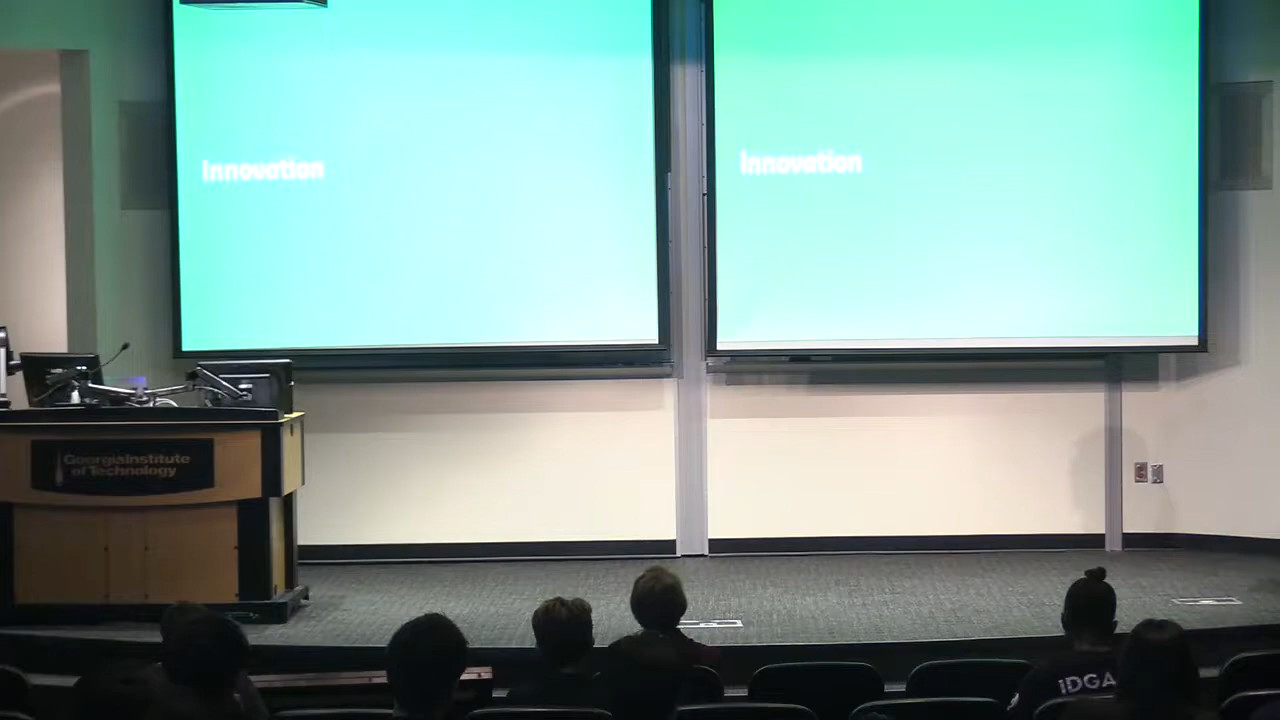 Innovation
Innovation
Georgia Institute
of Technology
iDGA